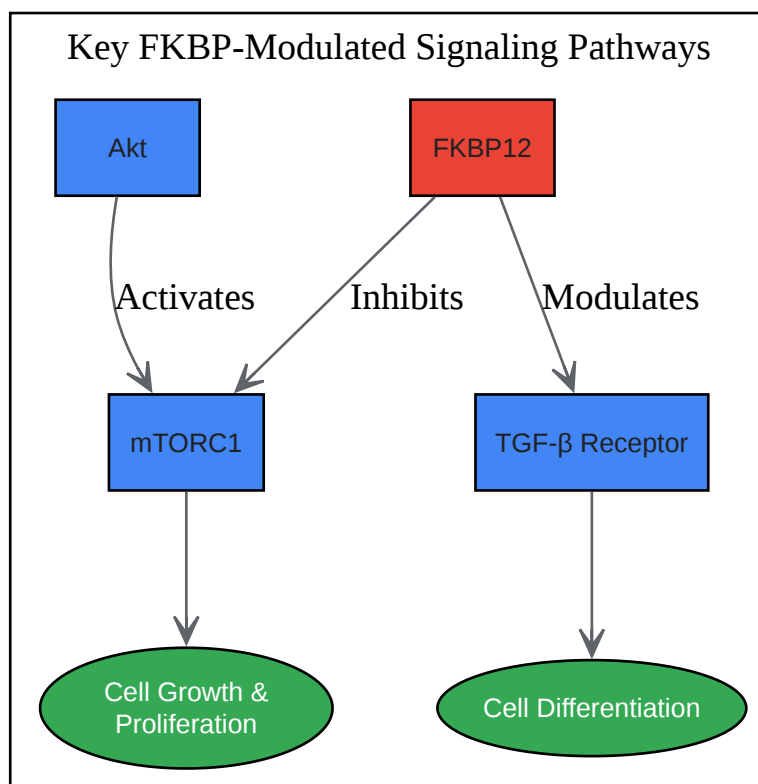 Key FKBP-Modulated Signaling Pathways
Akt
FKBP12
Activates
Inhibits
Modulates
mTORC1
TGF-β Receptor
Cell Growth &
Proliferation
Cell Differentiation